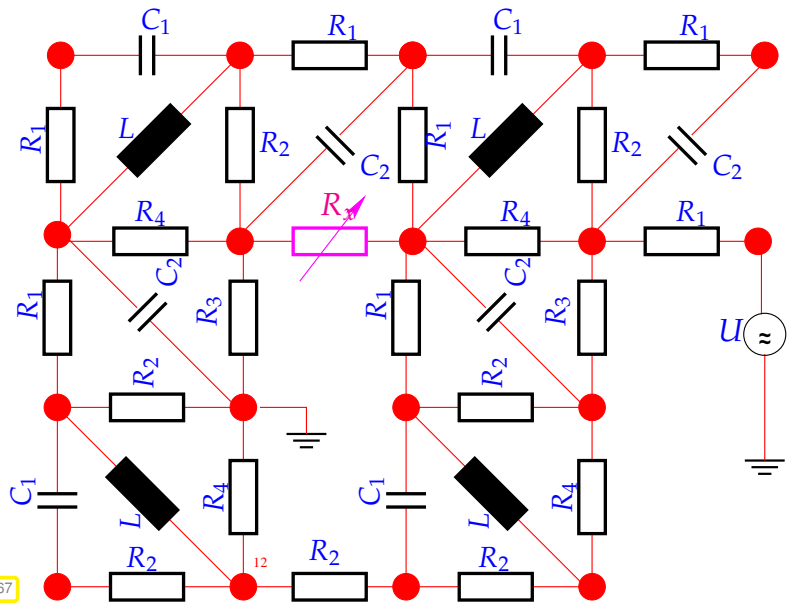 C₁ R₁ C₁ R₁
R₁ L R₂ C₂ R₁ L R₂ C₂
R₄ Rₓ R₄ R₁
R₁ C₂ R₃ R₁ C₂ R₃ U ≈
R₂ R₂
C₁ L R₄ C₁ L R₄
R₂ 12 R₂ R₂
67